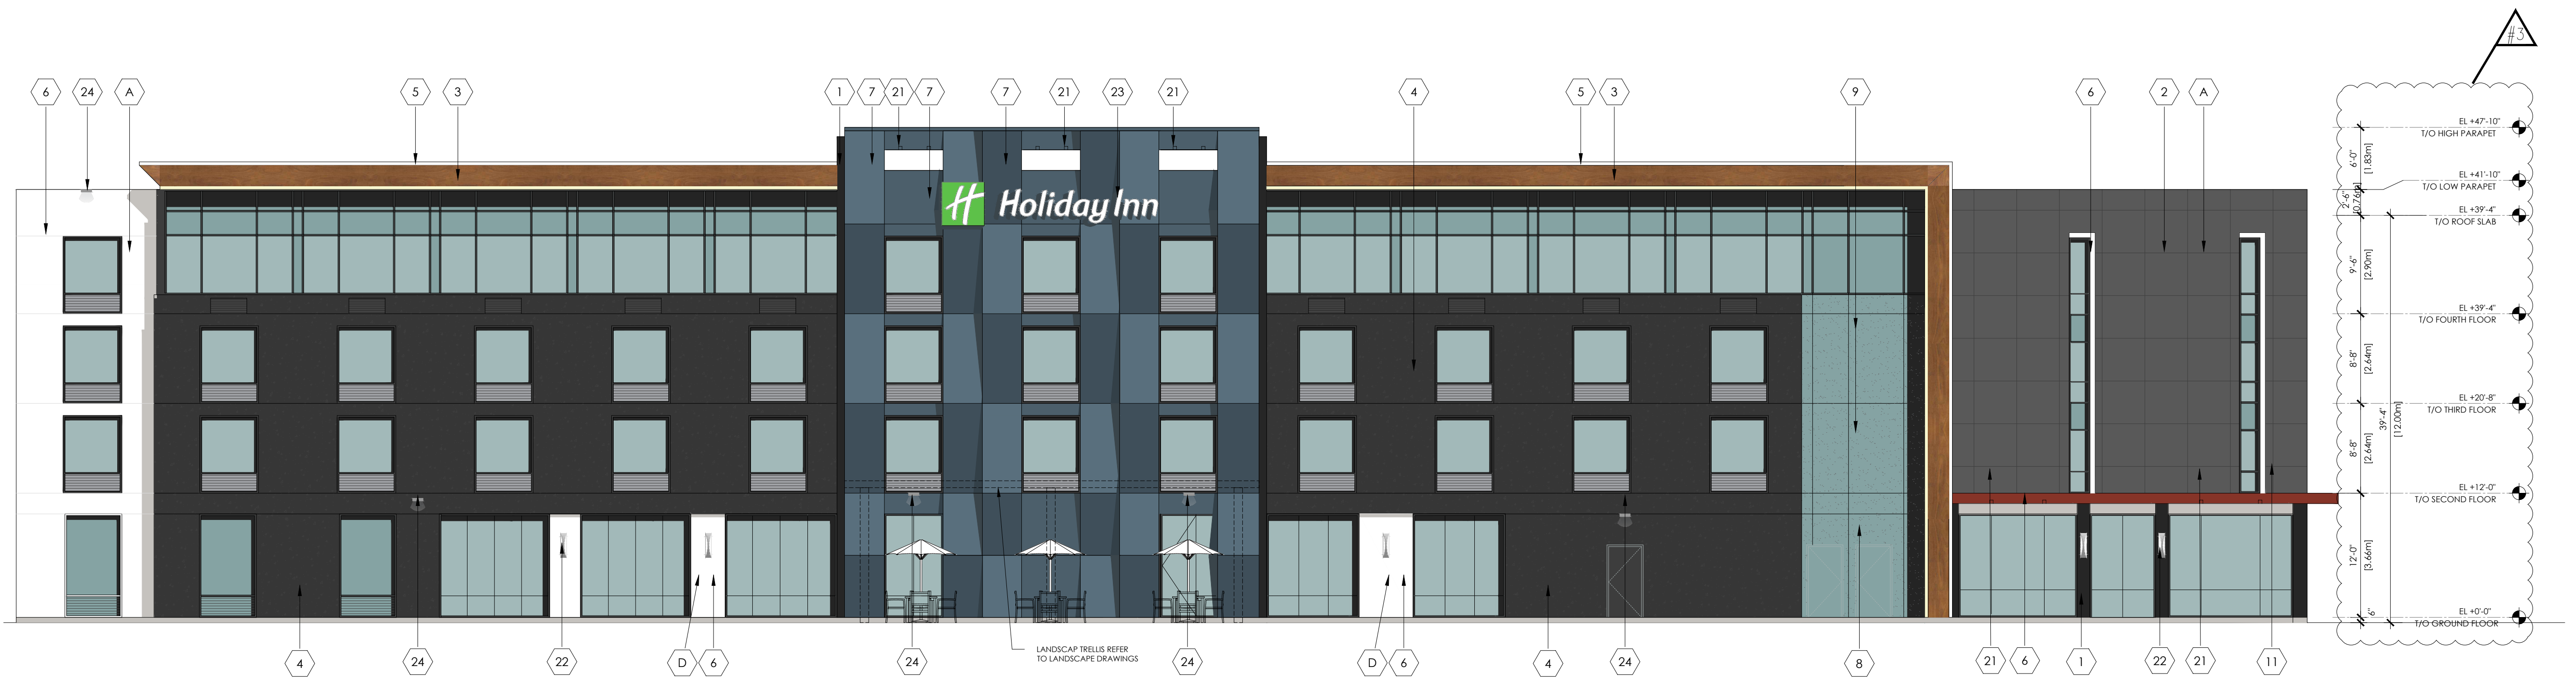 #3
6 24 A 5 3 1 7 21 7 7 21 23 21 4 5 3 9 6 2 A
EL +47'-10"
T/O HIGH PARAPET
6'-0"
[1.83m]
EL +41'-10"
T/O LOW PARAPET
2'-6"
[0.76m]
EL +39'-4"
T/O ROOF SLAB
H Holiday Inn
9'-6"
[2.90m]
EL +39'-4"
T/O FOURTH FLOOR
8'-8"
[2.64m]
EL +20'-8"
T/O THIRD FLOOR
39'-4"
[12.00m]
8'-8"
[2.64m]
EL +12'-0"
T/O SECOND FLOOR
12'-0"
[3.66m]
6"
EL +0'-0"
T/O GROUND FLOOR
LANDSCAP TRELLIS REFER
TO LANDSCAPE DRAWINGS
4 24 22 D 6 24 24 D 6 4 24 8 21 6 1 22 21 11